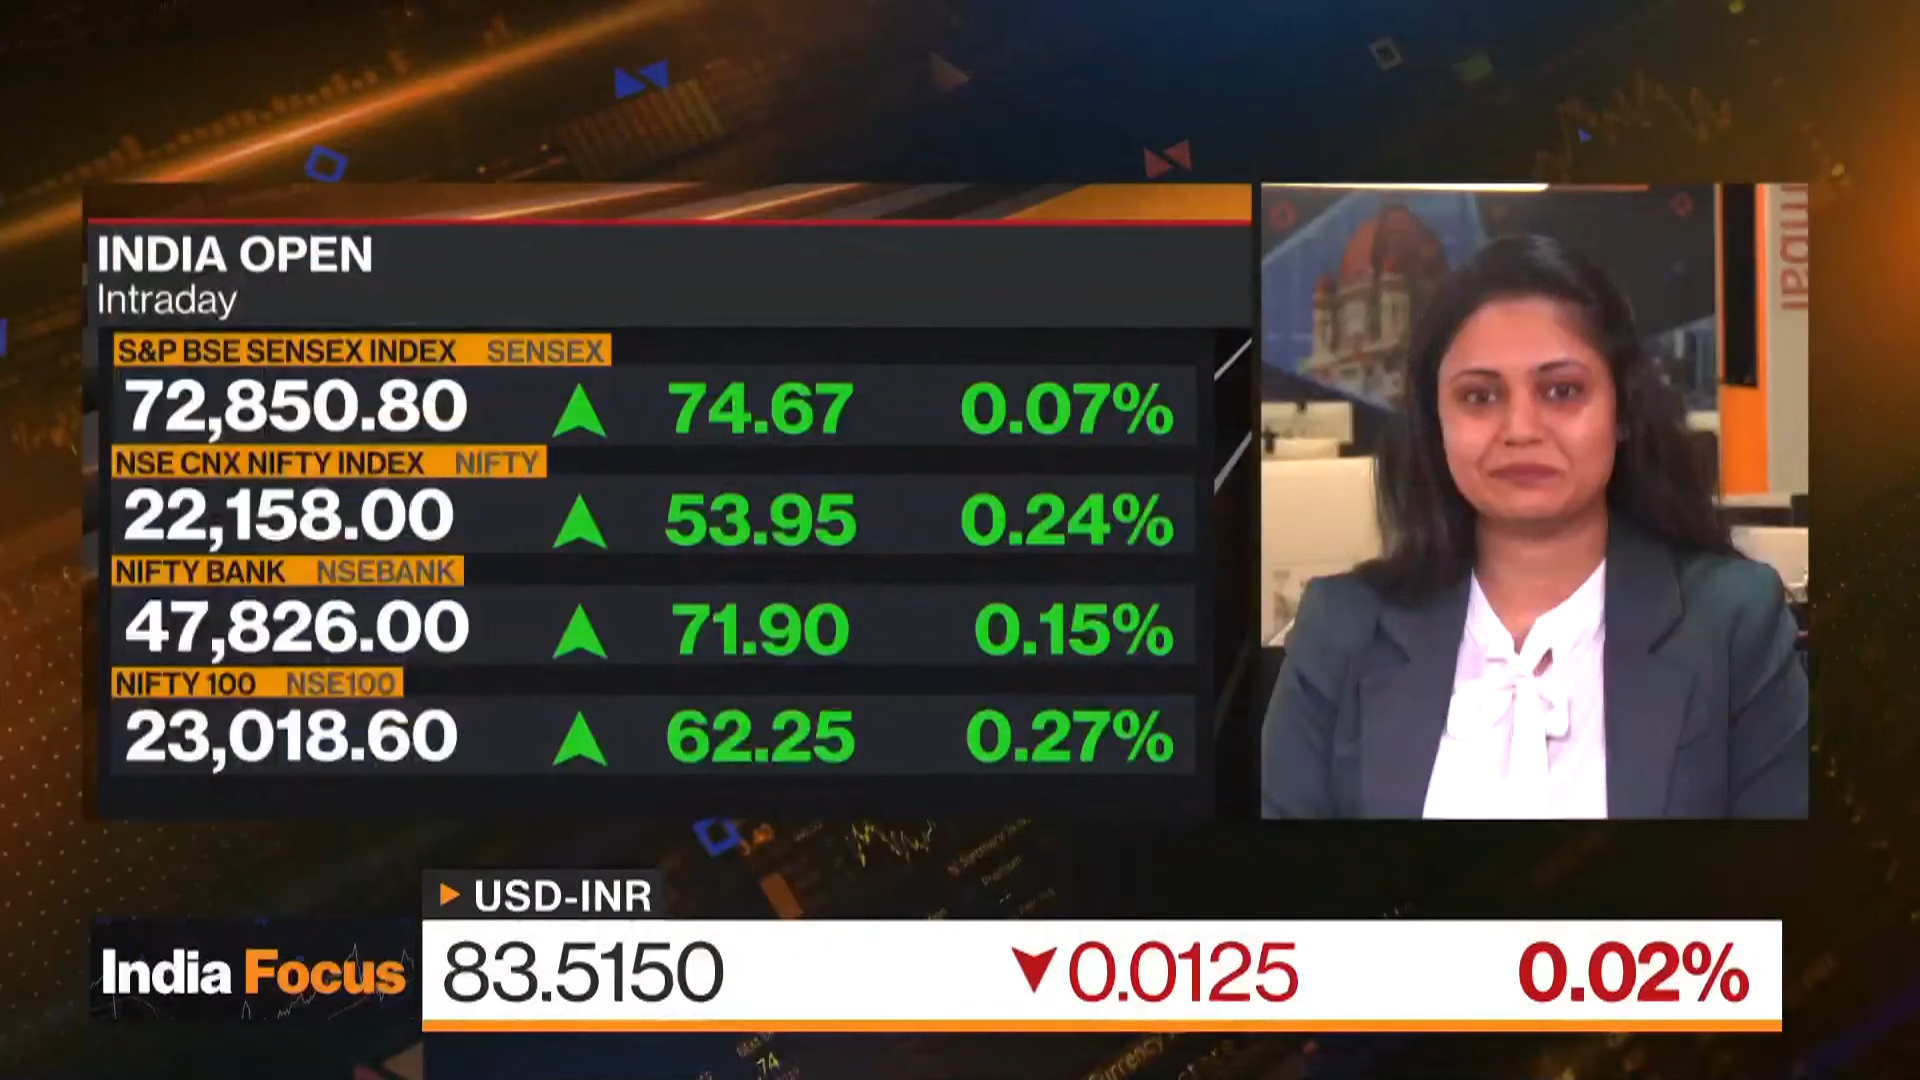 INDIA OPEN
Intraday
S&P BSE SENSEX INDEX SENSEX
72,850.80 ▲ 74.67 0.07%
NSE CNX NIFTY INDEX NIFTY
22,158.00 ▲ 53.95 0.24%
NIFTY BANK NSEBANK
47,826.00 ▲ 71.90 0.15%
NIFTY 100 NSE100
23,018.60 ▲ 62.25 0.27%
USD-INR
India Focus
83.5150 ▼0.0125 0.02%
74